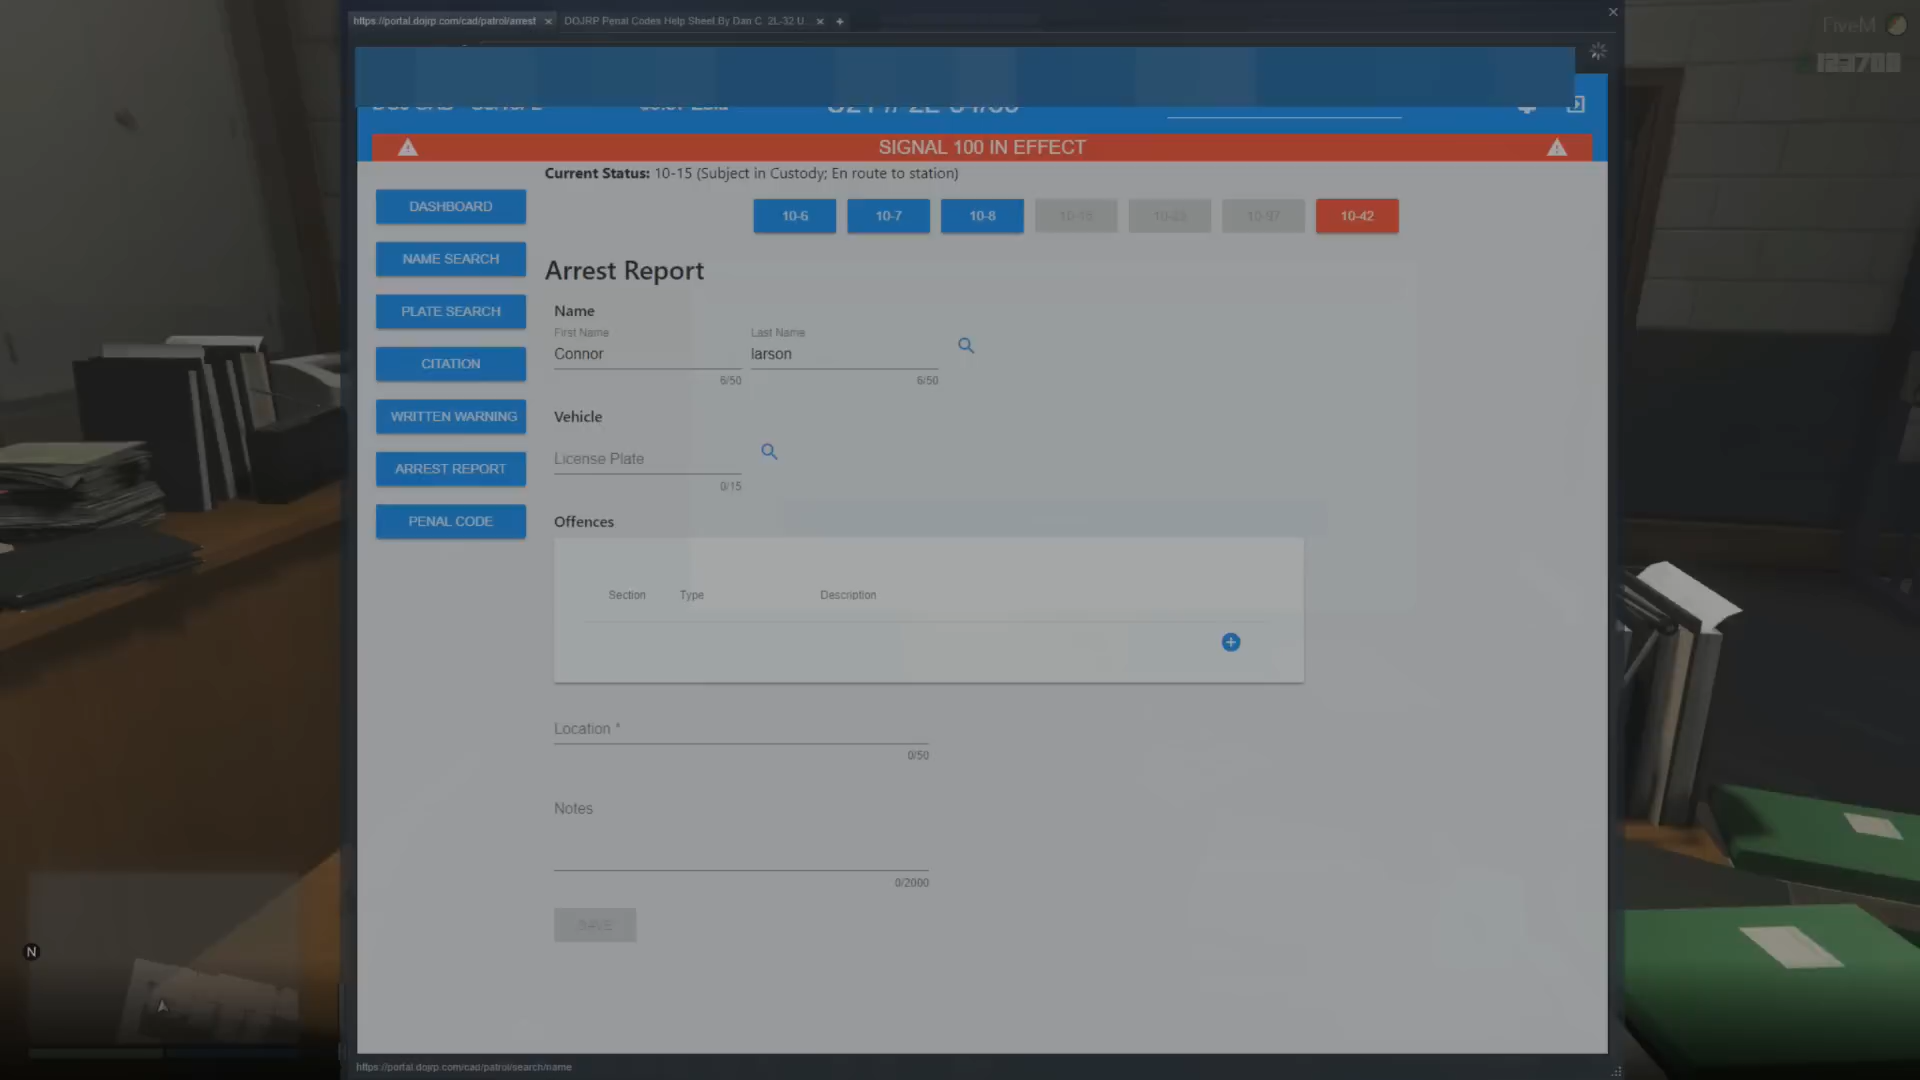 https://portal.dojrp.com/cad/patrol/arrest
DOJRP Penal Codes Help Sheet By Dan C. 2L-32 U...
FiveM
SIGNAL 100 IN EFFECT
Current Status: 10-15 (Subject in Custody; En route to station)
DASHBOARD
10-6
10-7
10-8
10-97
10-42
NAME SEARCH
Arrest Report
PLATE SEARCH
Name
First Name
Last Name
Connor
larson
6/50
6/50
CITATION
WRITTEN WARNING
Vehicle
License Plate
0/15
ARREST REPORT
PENAL CODE
Offences
Section
Type
Description
Location *
0/50
Notes
0/2000
SAVE
N
https://portal.dojrp.com/cad/patrol/search/name